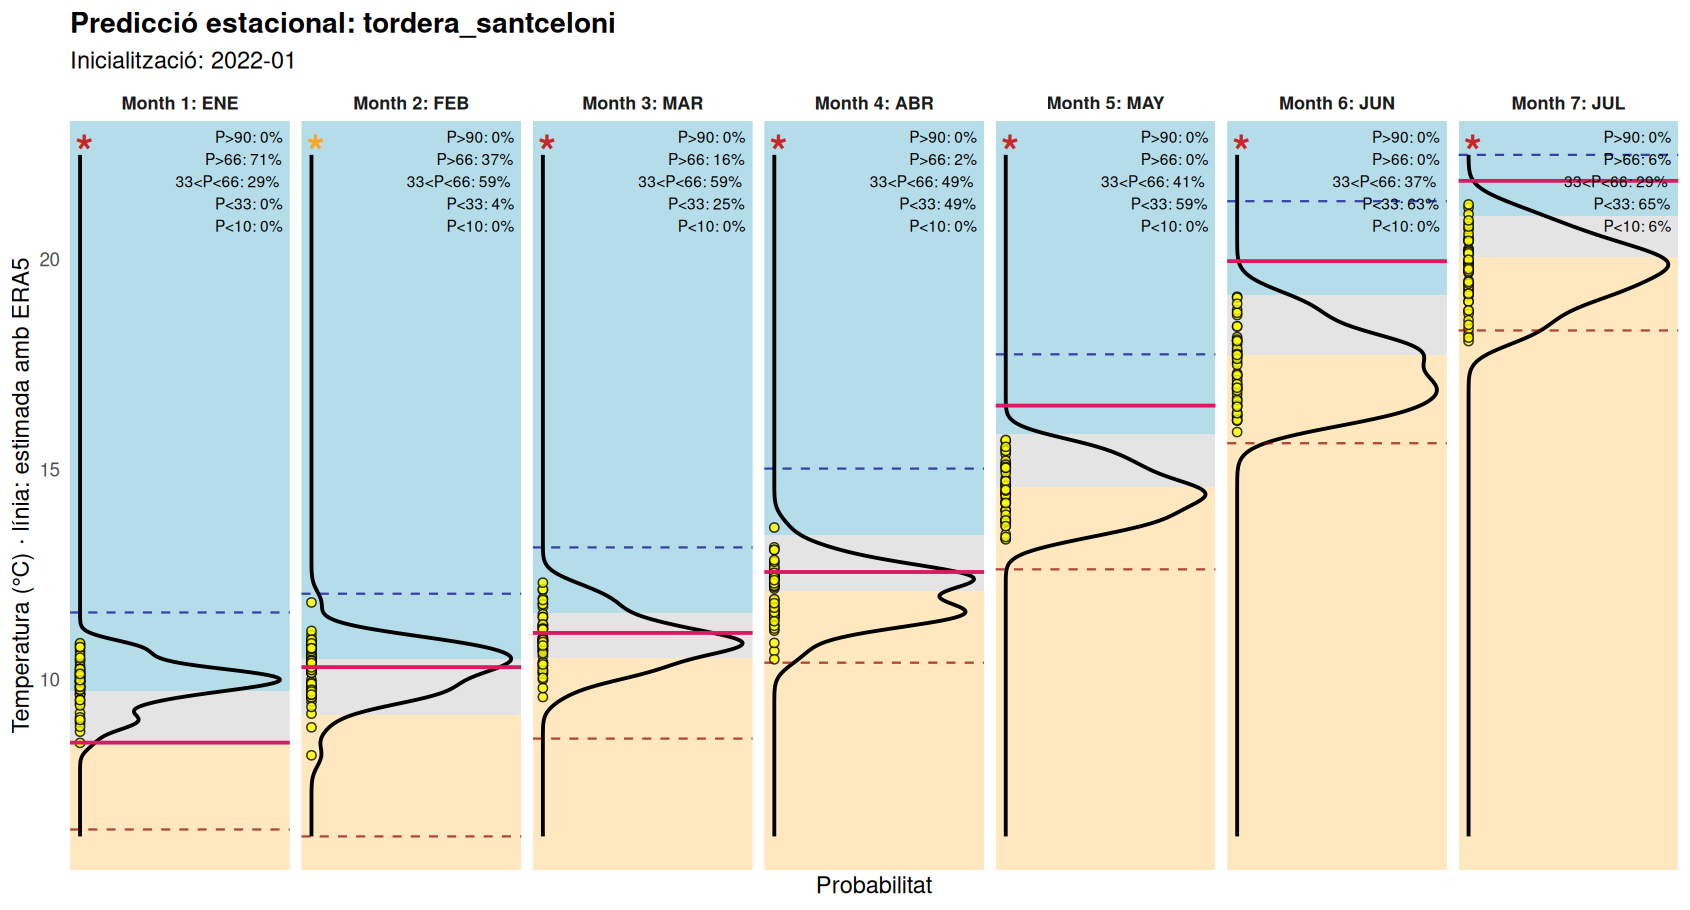 Predicció estacional: tordera_santceloni
Inicialització: 2022-01
Month 1: ENE
Month 2: FEB
Month 3: MAR
Month 4: ABR
Month 5: MAY
Month 6: JUN
Month 7: JUL
*
P>90: 0%
P>66: 71%
33<P<66: 29%
P<33: 0%
P<10: 0%
*
P>90: 0%
P>66: 37%
33<P<66: 59%
P<33: 4%
P<10: 0%
*
P>90: 0%
P>66: 16%
33<P<66: 59%
P<33: 25%
P<10: 0%
*
P>90: 0%
P>66: 2%
33<P<66: 49%
P<33: 49%
P<10: 0%
*
P>90: 0%
P>66: 0%
33<P<66: 41%
P<33: 59%
P<10: 0%
*
P>90: 0%
P>66: 0%
33<P<66: 37%
P<33: 63%
P<10: 0%
*
P>90: 0%
P>66: 6%
33<P<66: 29%
P<33: 65%
P<10: 6%
Temperatura (°C) · línia: estimada amb ERA5
20
15
10
Probabilitat